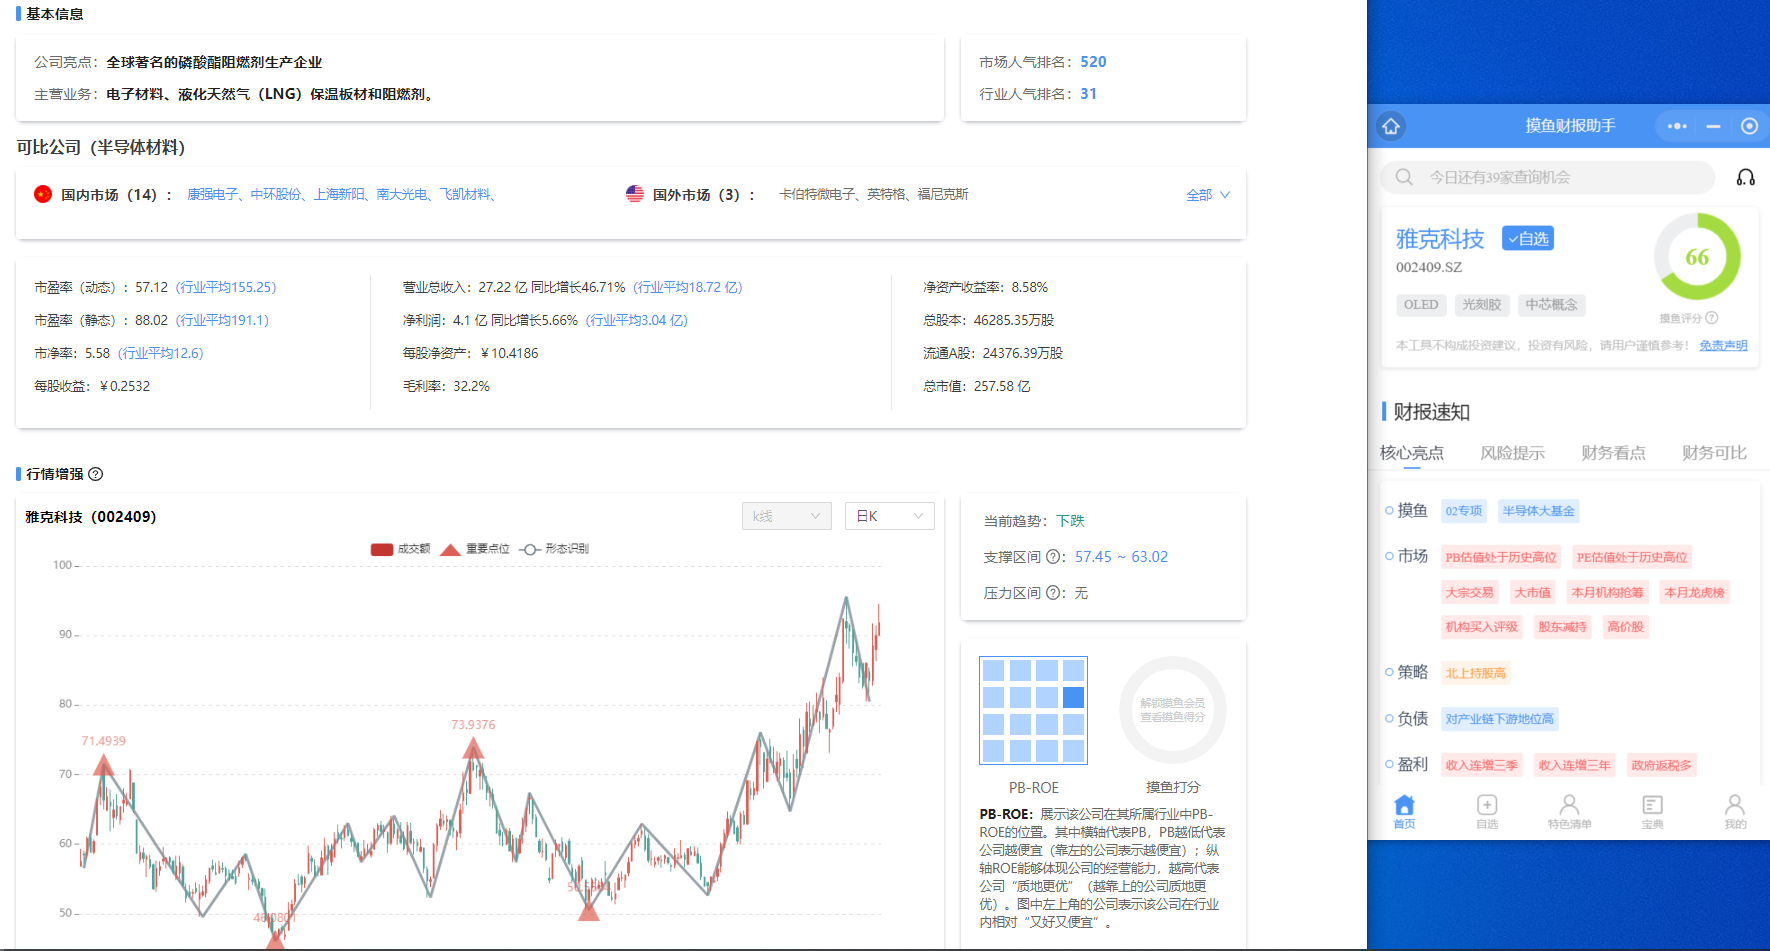 基本信息
公司亮点：全球著名的磷酸酯阻燃剂生产企业
主营业务：电子材料、液化天然气（LNG）保温板材和阻燃剂。
市场人气排名：520
行业人气排名：31
可比公司（半导体材料）
国内市场（14）：康强电子、中环股份、上海新阳、南大光电、飞凯材料、
国外市场（3）：卡伯特微电子、英特格、福尼克斯
全部
市盈率（动态）：57.12（行业平均155.25）
市盈率（静态）：88.02（行业平均191.1）
市净率：5.58（行业平均12.6）
每股收益：￥0.2532
营业总收入：27.22 亿 同比增长46.71%（行业平均18.72 亿）
净利润：4.1 亿 同比增长5.66%（行业平均3.04 亿）
每股净资产：￥10.4186
毛利率：32.2%
净资产收益率：8.58%
总股本：46285.35万股
流通A股：24376.39万股
总市值：257.58 亿
行情增强
雅克科技（002409）
k线
日K
成交额 重要点位 形态识别
100
90
80
70
60
50
71.4939
73.9376
当前趋势：下跌
支撑区间：57.45 ~ 63.02
压力区间：无
解锁摸鱼会员
查看摸鱼得分
PB-ROE
摸鱼打分
PB-ROE：展示该公司在其所属行业中PB-
ROE的位置。其中横轴代表PB，PB越低代表
公司越便宜（靠左的公司表示越便宜）；纵
轴ROE能够体现公司的经营能力，越高代表
公司“质地更优”（越靠上的公司质地更
优）。图中左上角的公司表示该公司在行业
内相对“又好又便宜”。
摸鱼财报助手
今日还有39家查询机会
雅克科技
自选
002409.SZ
66
OLED 光刻胶 中芯概念
摸鱼评分
本工具不构成投资建议，投资有风险，请用户谨慎参考！ 免责声明
财报速知
核心亮点 风险提示 财务看点 财务可比
摸鱼 02专项 半导体大基金
市场 PB估值处于历史高位 PE估值处于历史高位
大宗交易 大市值 本月机构抢筹 本月龙虎榜
机构买入评级 股东减持 高价股
策略 北上持股高
负债 对产业链下游地位高
盈利 收入连增三季 收入连增三年 政府返税多
首页 自选 特色清单 宝典 我的